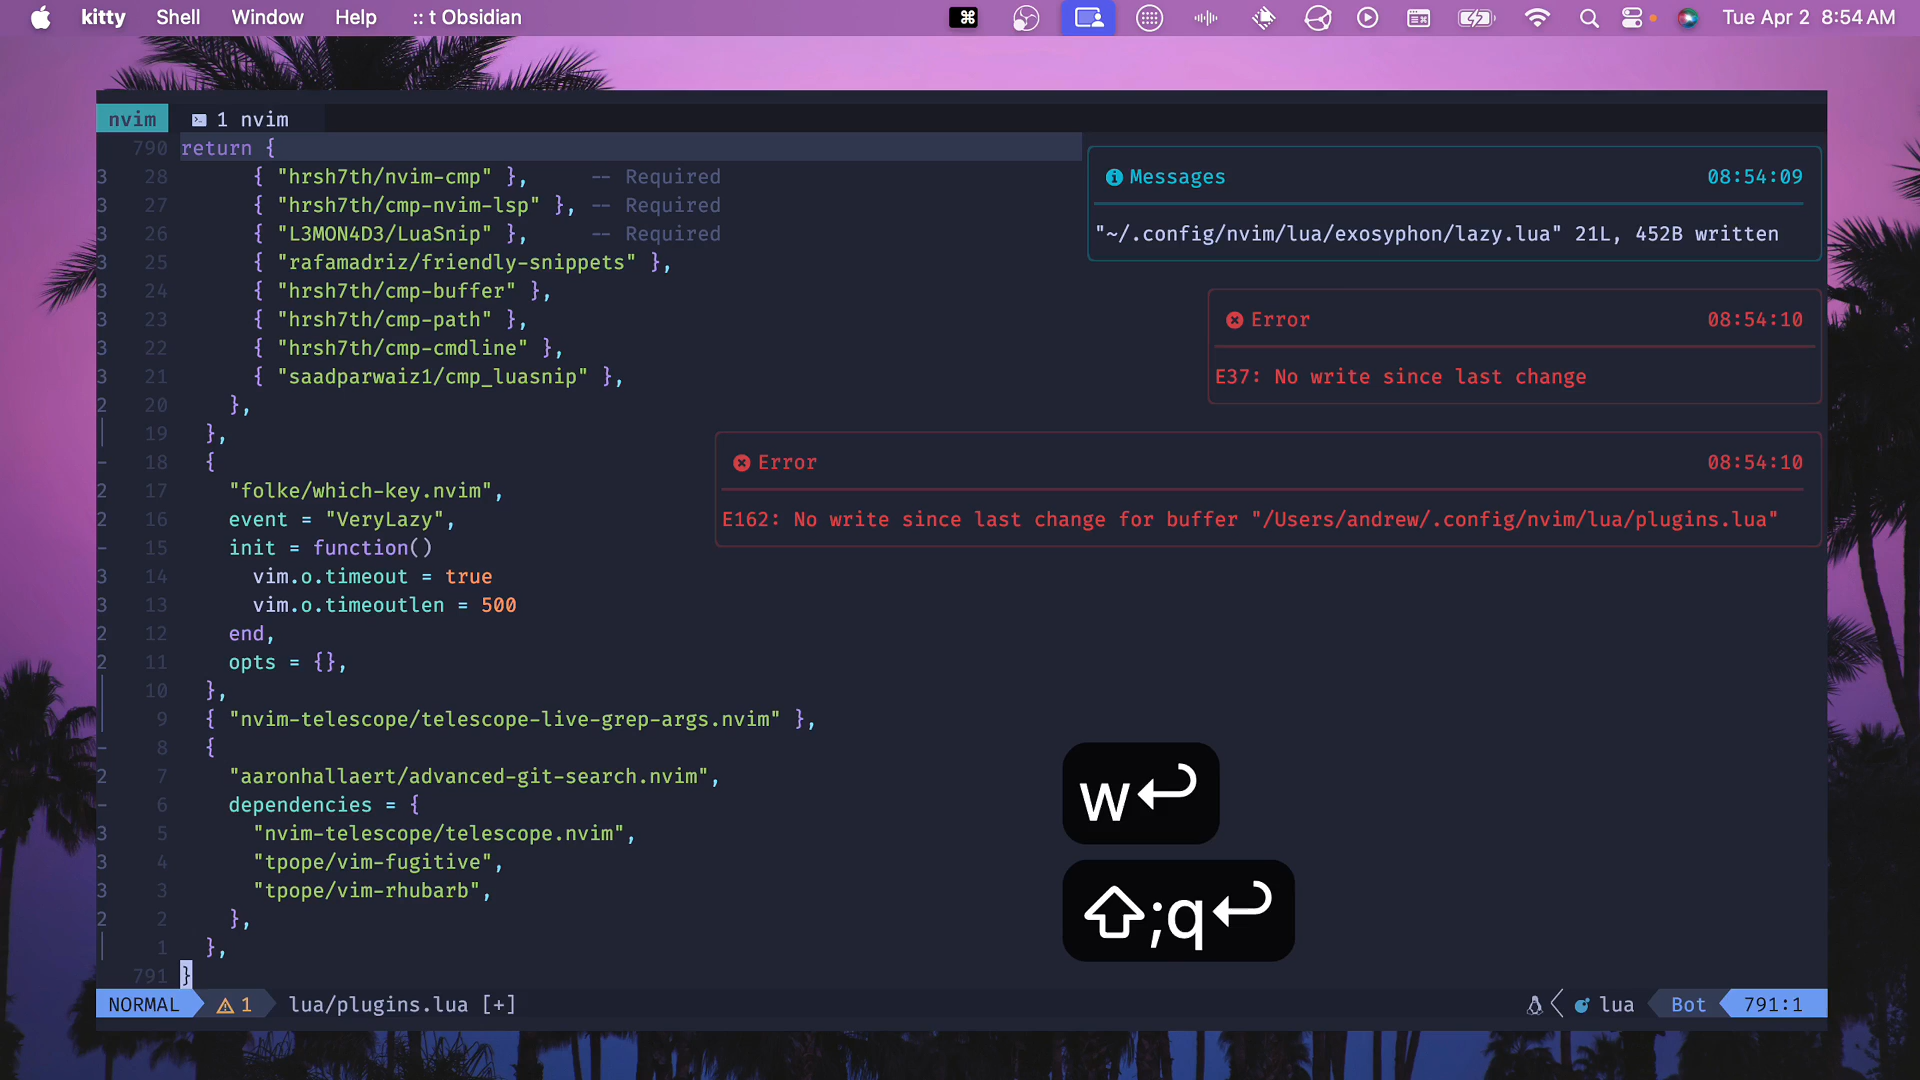 kitty Shell Window Help :: t Obsidian Tue Apr 2 8:54 AM
nvim 1 nvim
790 return {
3 28 { "hrsh7th/nvim-cmp" }, -- Required
3 27 { "hrsh7th/cmp-nvim-lsp" }, -- Required
3 26 { "L3MON4D3/LuaSnip" }, -- Required
3 25 { "rafamadriz/friendly-snippets" },
3 24 { "hrsh7th/cmp-buffer" },
3 23 { "hrsh7th/cmp-path" },
3 22 { "hrsh7th/cmp-cmdline" },
3 21 { "saadparwaiz1/cmp_luasnip" },
2 20 },
│ 19 },
- 18 {
2 17 "folke/which-key.nvim",
2 16 event = "VeryLazy",
- 15 init = function()
3 14 vim.o.timeout = true
3 13 vim.o.timeoutlen = 500
2 12 end,
2 11 opts = {},
│ 10 },
│ 9 { "nvim-telescope/telescope-live-grep-args.nvim" },
- 8 {
2 7 "aaronhallaert/advanced-git-search.nvim",
- 6 dependencies = {
3 5 "nvim-telescope/telescope.nvim",
3 4 "tpope/vim-fugitive",
3 3 "tpope/vim-rhubarb",
2 2 },
│ 1 },
791 }
Messages 08:54:09
"~/.config/nvim/lua/exosyphon/lazy.lua" 21L, 452B written
Error 08:54:10
E37: No write since last change
Error 08:54:10
E162: No write since last change for buffer "/Users/andrew/.config/nvim/lua/plugins.lua"
w↩
⇧;q↩
NORMAL ⚠ 1 lua/plugins.lua [+] lua Bot 791:1